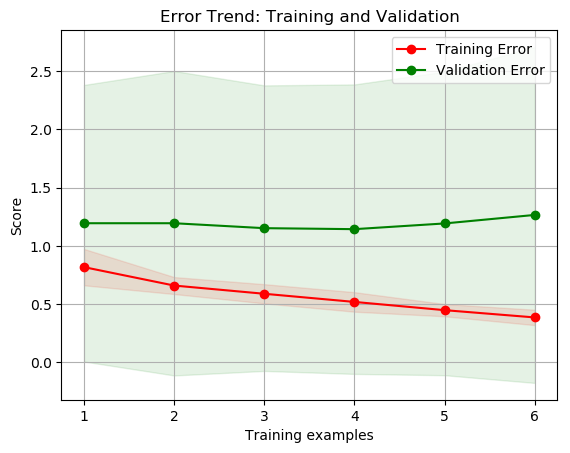 Error Trend: Training and Validation
Training Error
Validation Error
Score
2.5
2.0
1.5
1.0
0.5
0.0
1 2 3 4 5 6
Training examples